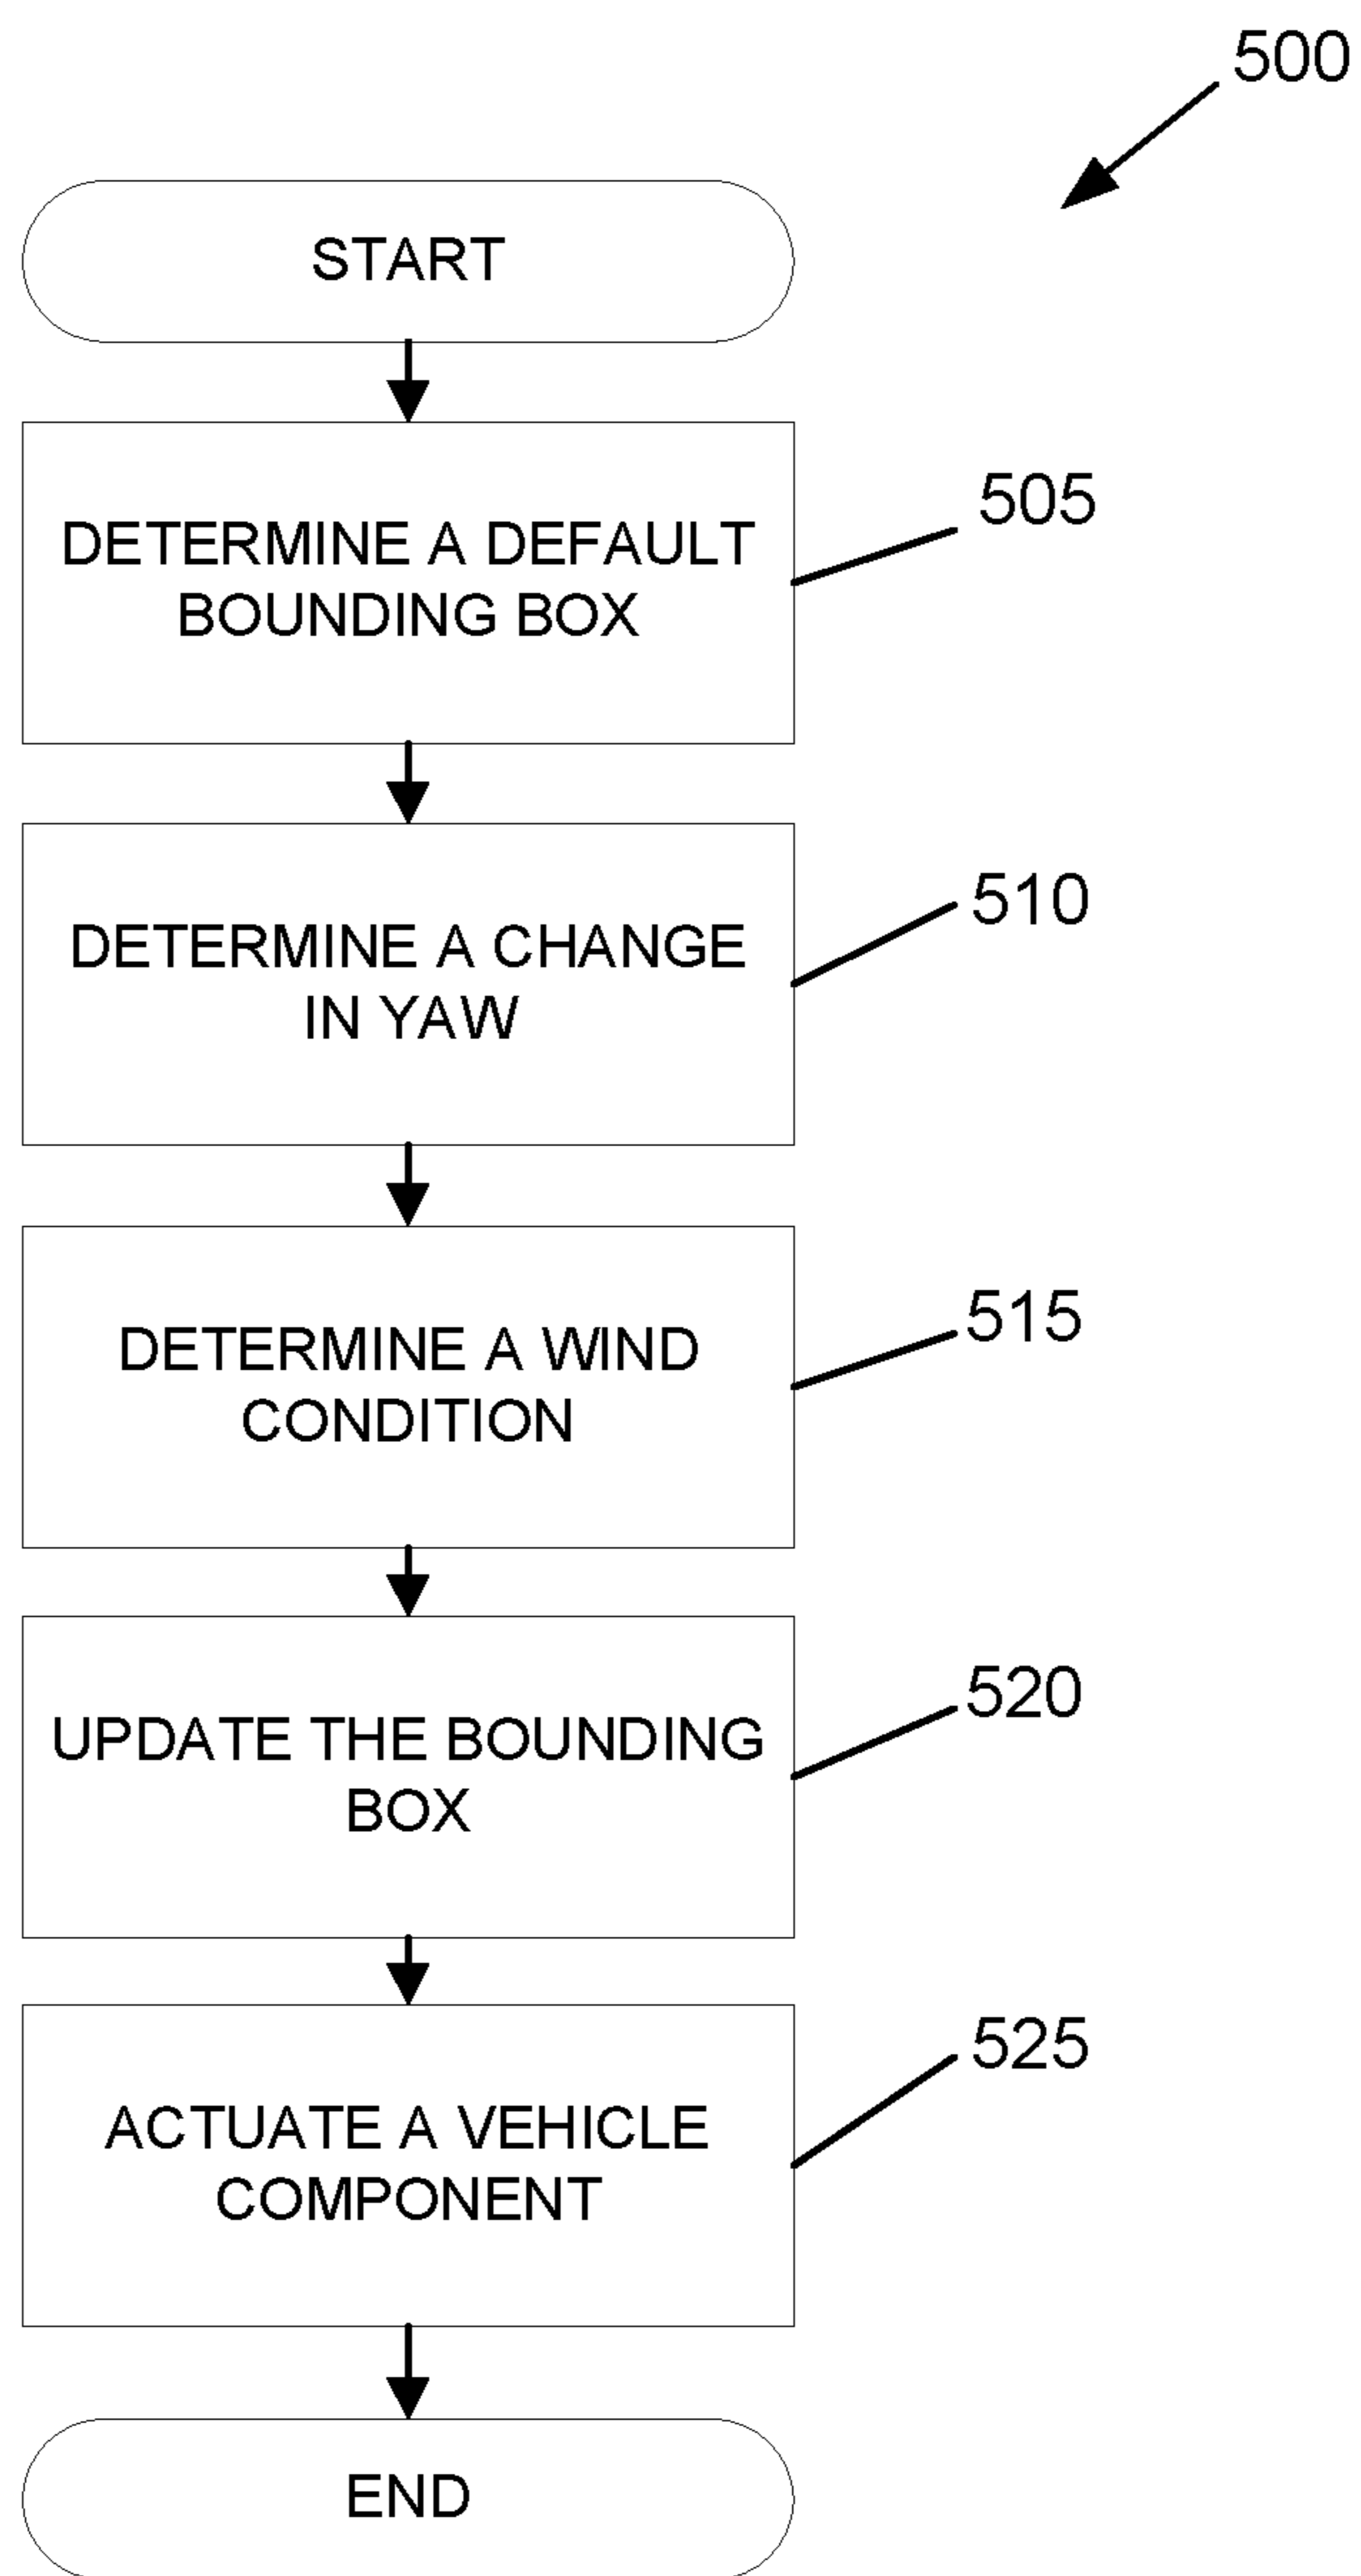 500
START
DETERMINE A DEFAULT
BOUNDING BOX
505
DETERMINE A CHANGE
IN YAW
510
DETERMINE A WIND
CONDITION
515
UPDATE THE BOUNDING
BOX
520
ACTUATE A VEHICLE
COMPONENT
525
END